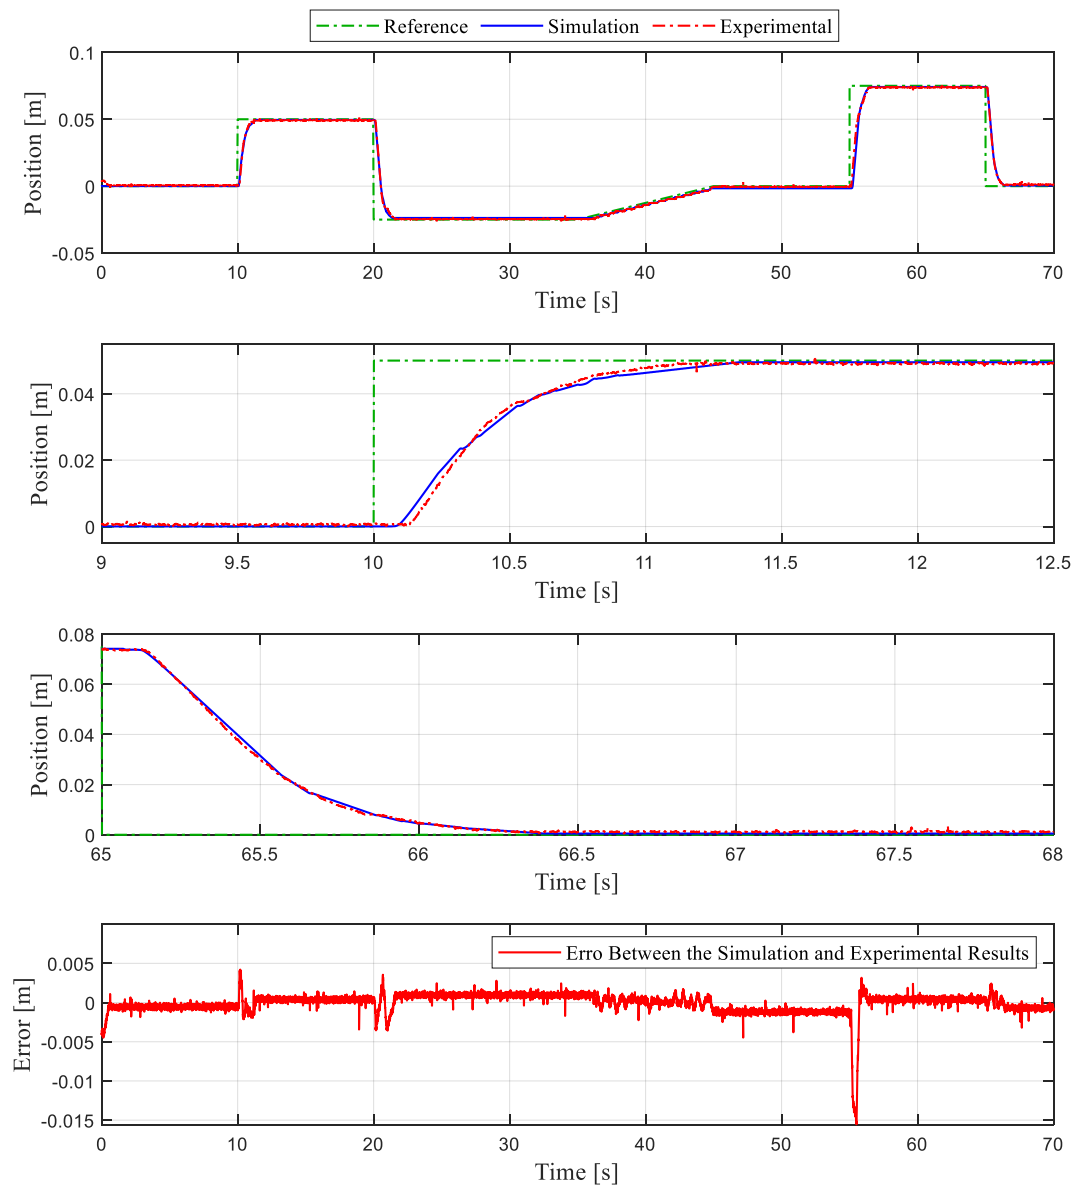 Reference Simulation Experimental
0.1
0.05
0
-0.05
Position [m]
0 10 20 30 40 50 60 70
Time [s]
0.04
0.02
0
Position [m]
9 9.5 10 10.5 11 11.5 12 12.5
Time [s]
0.08
0.06
0.04
0.02
0
Position [m]
65 65.5 66 66.5 67 67.5 68
Time [s]
Erro Between the Simulation and Experimental Results
0.005
0
-0.005
-0.01
-0.015
Error [m]
0 10 20 30 40 50 60 70
Time [s]